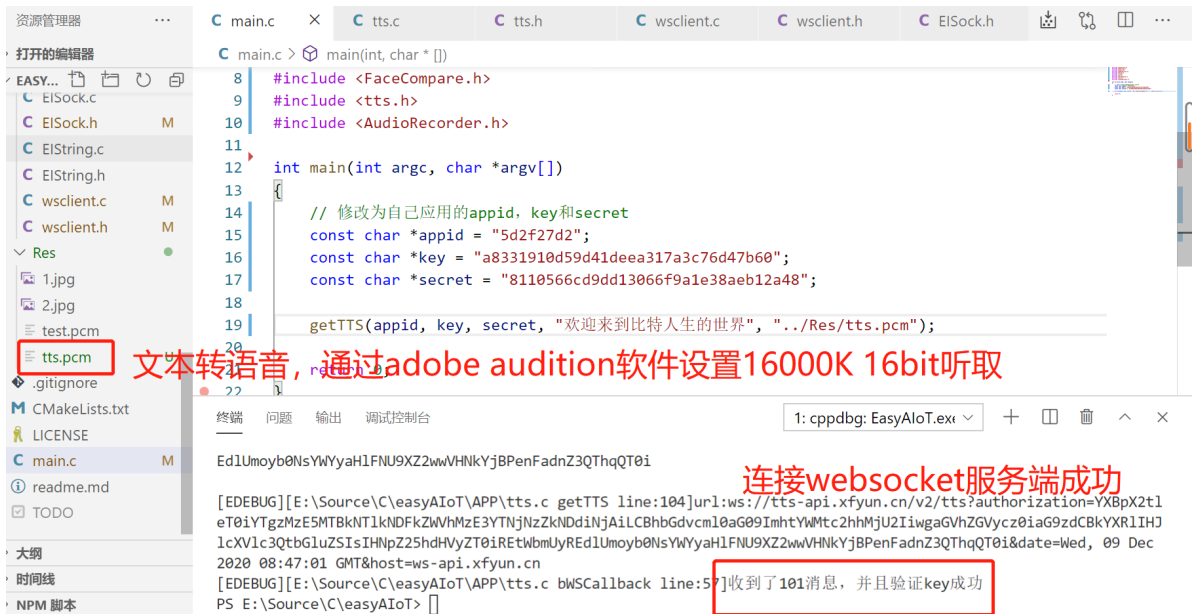 资源管理器 ···
打开的编辑器
EASY...
EISock.c
EISock.h M
EIString.c
EIString.h
wsclient.c M
wsclient.h M
Res
1.jpg
2.jpg
test.pcm
tts.pcm U
.gitignore
CMakeLists.txt
LICENSE
main.c M
readme.md
TODO
大纲
时间线
NPM 脚本
C main.c × C tts.c C tts.h C wsclient.c C wsclient.h C EISock.h ···
C main.c > main(int, char * [])
8 #include <FaceCompare.h>
9 #include <tts.h>
10 #include <AudioRecorder.h>
11
12 int main(int argc, char *argv[])
13 {
14 // 修改为自己应用的appid，key和secret
15 const char *appid = "5d2f27d2";
16 const char *key = "a8331910d59d41deea317a3c76d47b60";
17 const char *secret = "8110566cd9dd13066f9a1e38aeb12a48";
18
19 getTTS(appid, key, secret, "欢迎来到比特人生的世界", "../Res/tts.pcm");
20
文本转语音，通过adobe audition软件设置16000K 16bit听取
21 return 0;
22 }
终端 问题 输出 调试控制台 1: cppdbg: EasyAIoT.exe
EdlUmoyb0NsYWYyaHlFNU9XZ2wwVHNkYjBPenFadnZ3QThqQT0i
连接websocket服务端成功
[EDEBUG][E:\Source\C\easyAIoT\APP\tts.c getTTS line:104]url:ws://tts-api.xfyun.cn/v2/tts?authorization=YXBpX2tl
eT0iYTgzMzE5MTBkNTlkNDFkZWVhMzE3YTNjNzZkNDdiNjAiLCBhbGdvcml0aG09ImhtYWMtc2hhMjU2IiwgaGVhZGVycz0iaG9zdCBkYXRlIHJ
lcXVlc3QtbGluZSIsIHNpZ25hdHVyZT0iREtWbmUyREdlUmoyb0NsYWYyaHlFNU9XZ2wwVHNkYjBPenFadnZ3QThqQT0i&date=Wed, 09 Dec
2020 08:47:01 GMT&host=ws-api.xfyun.cn
[EDEBUG][E:\Source\C\easyAIoT\APP\tts.c bWSCallback line:57]收到了101消息，并且验证key成功
PS E:\Source\C\easyAIoT>